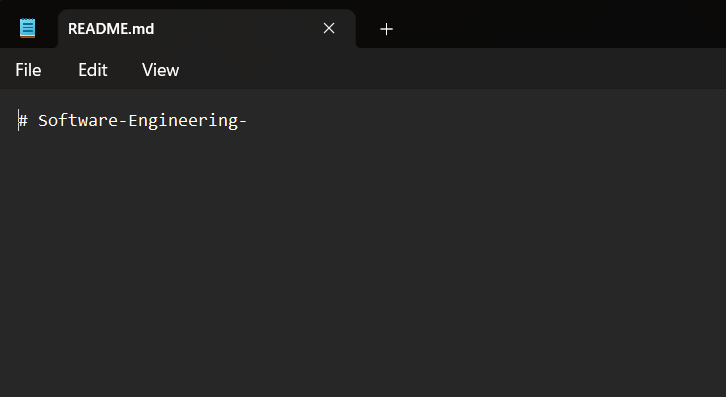 README.md
File Edit View
# Software-Engineering-